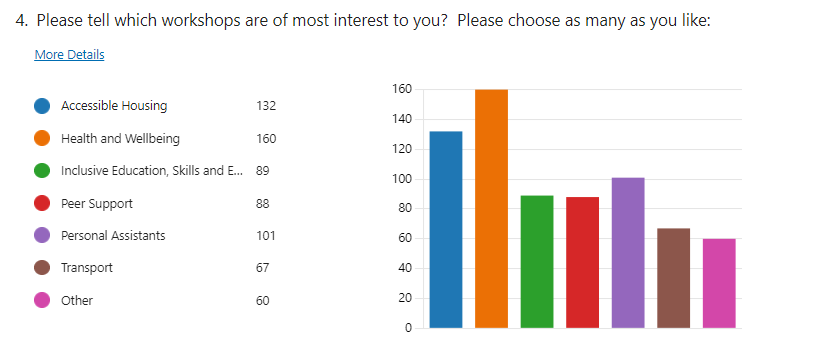 4. Please tell which workshops are of most interest to you? Please choose as many as you like:
More Details
Accessible Housing 132
Health and Wellbeing 160
Inclusive Education, Skills and E... 89
Peer Support 88
Personal Assistants 101
Transport 67
Other 60
160
140
120
100
80
60
40
20
0